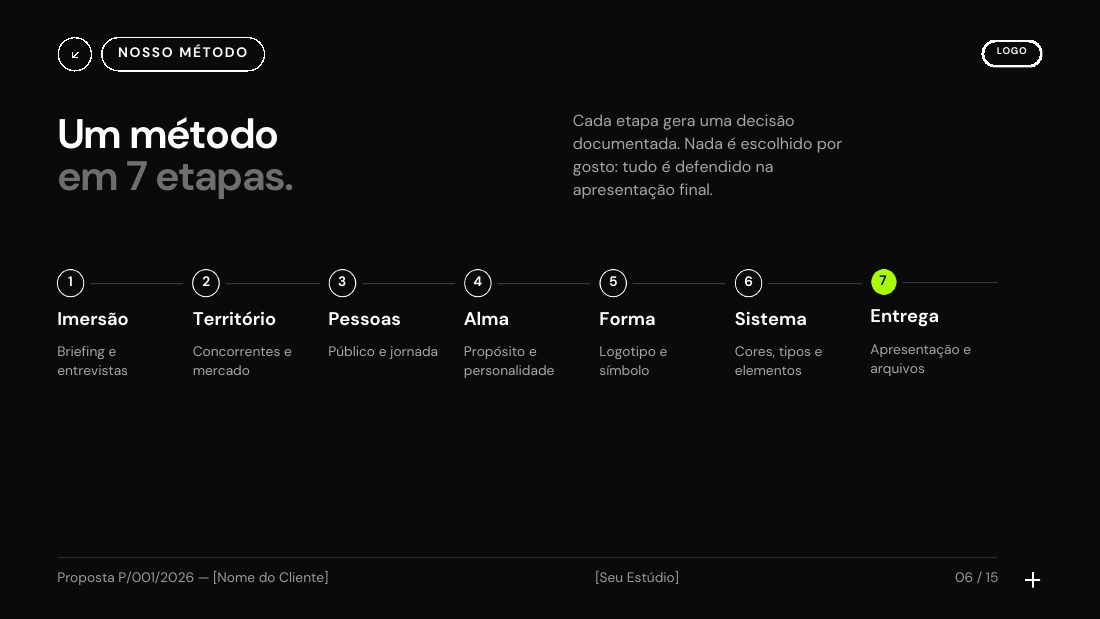 NOSSO MÉTODO
LOGO
Um método
em 7 etapas.
Cada etapa gera uma decisão
documentada. Nada é escolhido por
gosto: tudo é defendido na
apresentação final.
1
Imersão
Briefing e
entrevistas
2
Território
Concorrentes e
mercado
3
Pessoas
Público e jornada
4
Alma
Propósito e
personalidade
5
Forma
Logotipo e
símbolo
6
Sistema
Cores, tipos e
elementos
7
Entrega
Apresentação e
arquivos
Proposta P/001/2026 — [Nome do Cliente]
[Seu Estúdio]
06 / 15